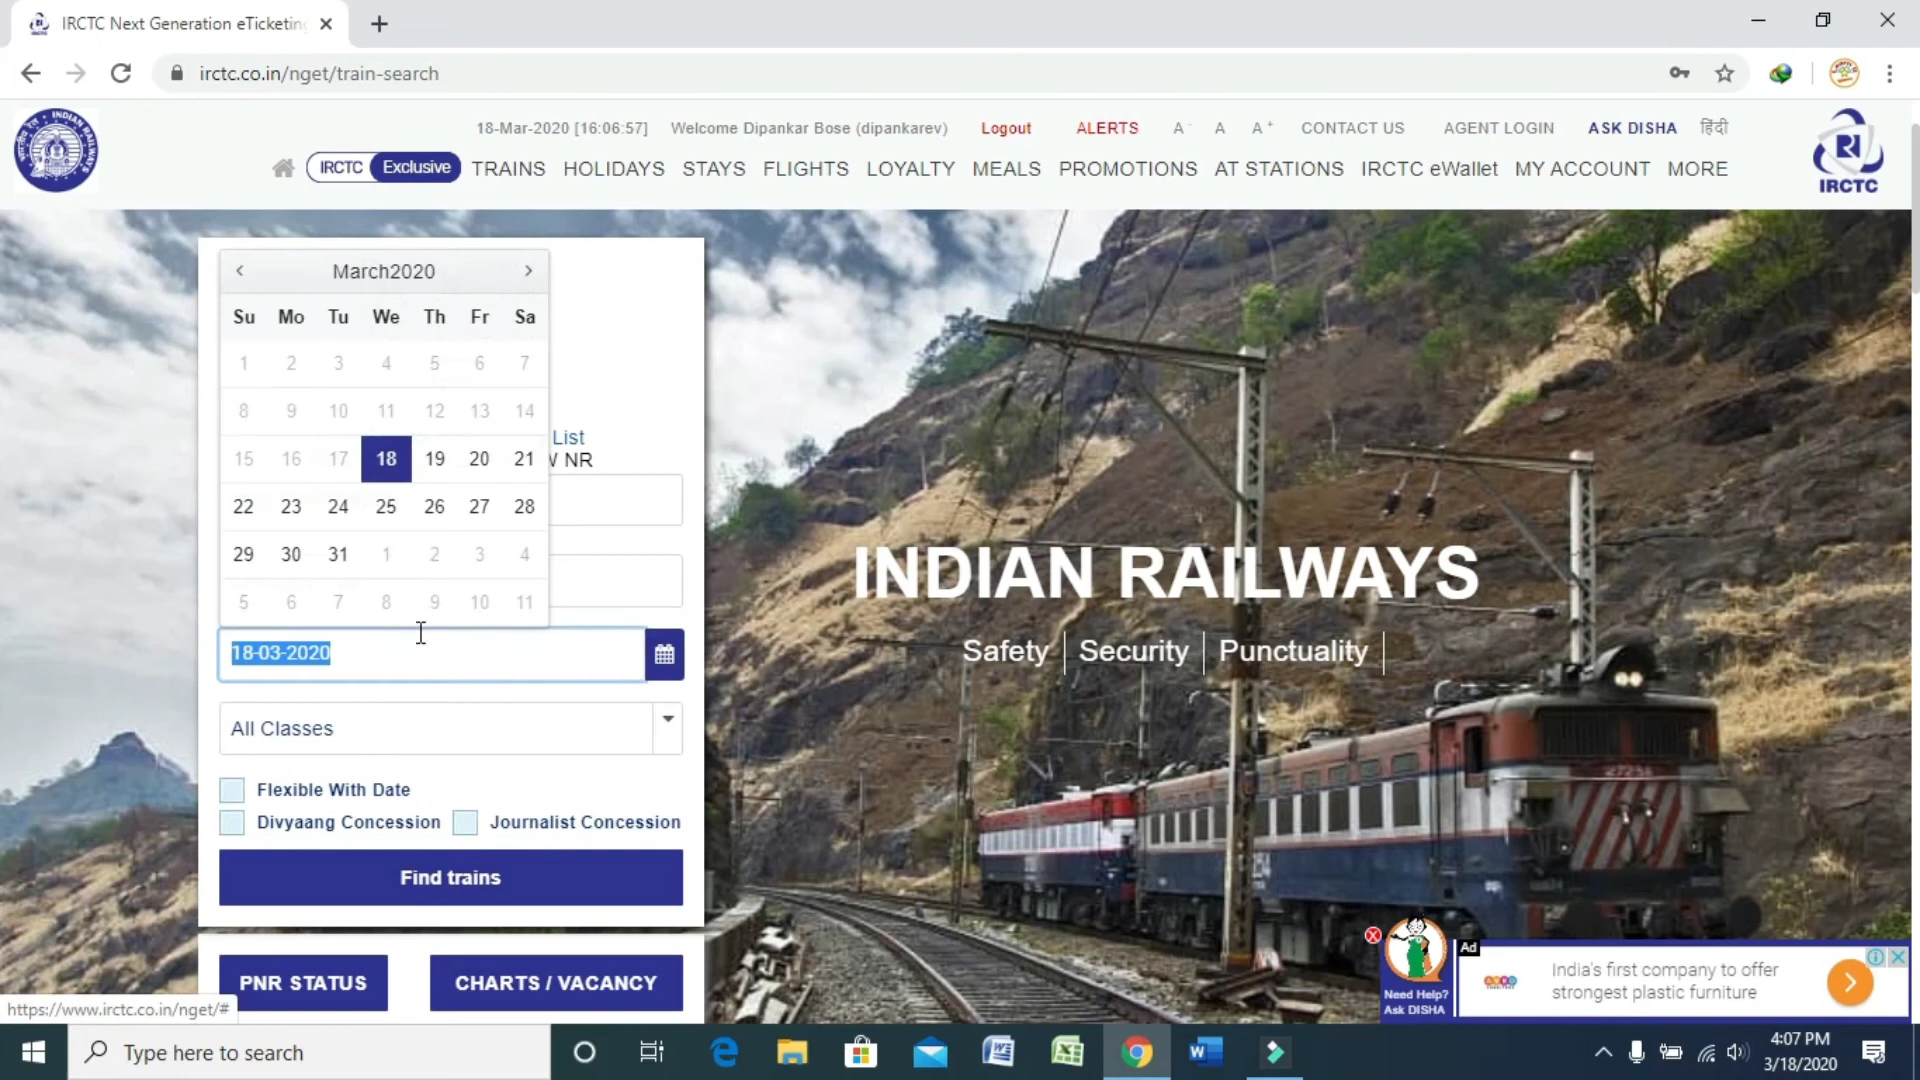 IRCTC Next Generation eTicketing
irctc.co.in/nget/train-search
18-Mar-2020 [16:06:57] Welcome Dipankar Bose (dipankarev) Logout ALERTS A- A A+ CONTACT US AGENT LOGIN ASK DISHA हिंदी
IRCTC Exclusive TRAINS HOLIDAYS STAYS FLIGHTS LOYALTY MEALS PROMOTIONS AT STATIONS IRCTC eWallet MY ACCOUNT MORE
IRCTC
March2020
Su Mo Tu We Th Fr Sa
1 2 3 4 5 6 7
8 9 10 11 12 13 14
15 16 17 18 19 20 21
22 23 24 25 26 27 28
29 30 31 1 2 3 4
5 6 7 8 9 10 11
List
NR
18-03-2020
All Classes
Flexible With Date
Divyaang Concession Journalist Concession
Find trains
PNR STATUS CHARTS / VACANCY
INDIAN RAILWAYS
Safety | Security | Punctuality |
Need Help?
Ask DISHA
Ad
India's first company to offer
strongest plastic furniture
https://www.irctc.co.in/nget/#
Type here to search
4:07 PM
3/18/2020